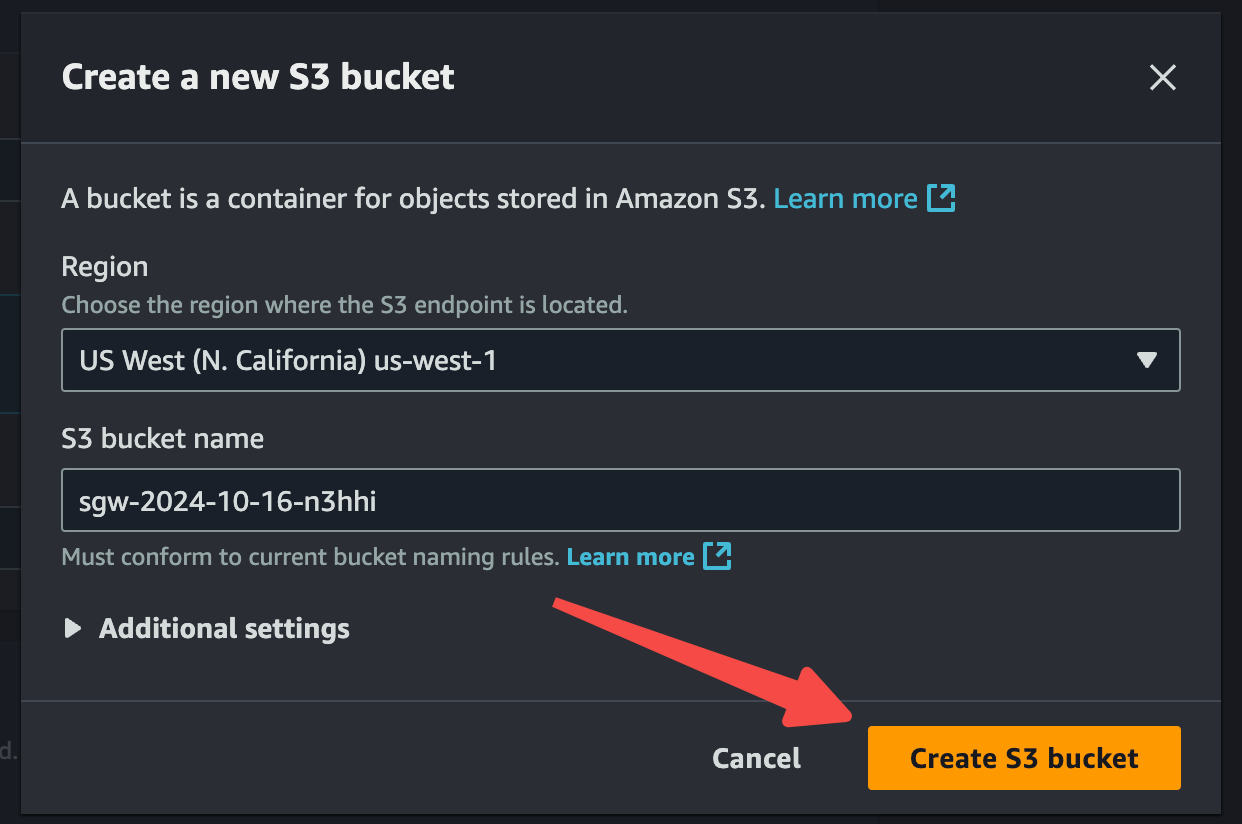 Create a new S3 bucket
A bucket is a container for objects stored in Amazon S3. Learn more
Region
Choose the region where the S3 endpoint is located.
US West (N. California) us-west-1
S3 bucket name
sgw-2024-10-16-n3hhi
Must conform to current bucket naming rules. Learn more
Additional settings
d.
Cancel
Create S3 bucket